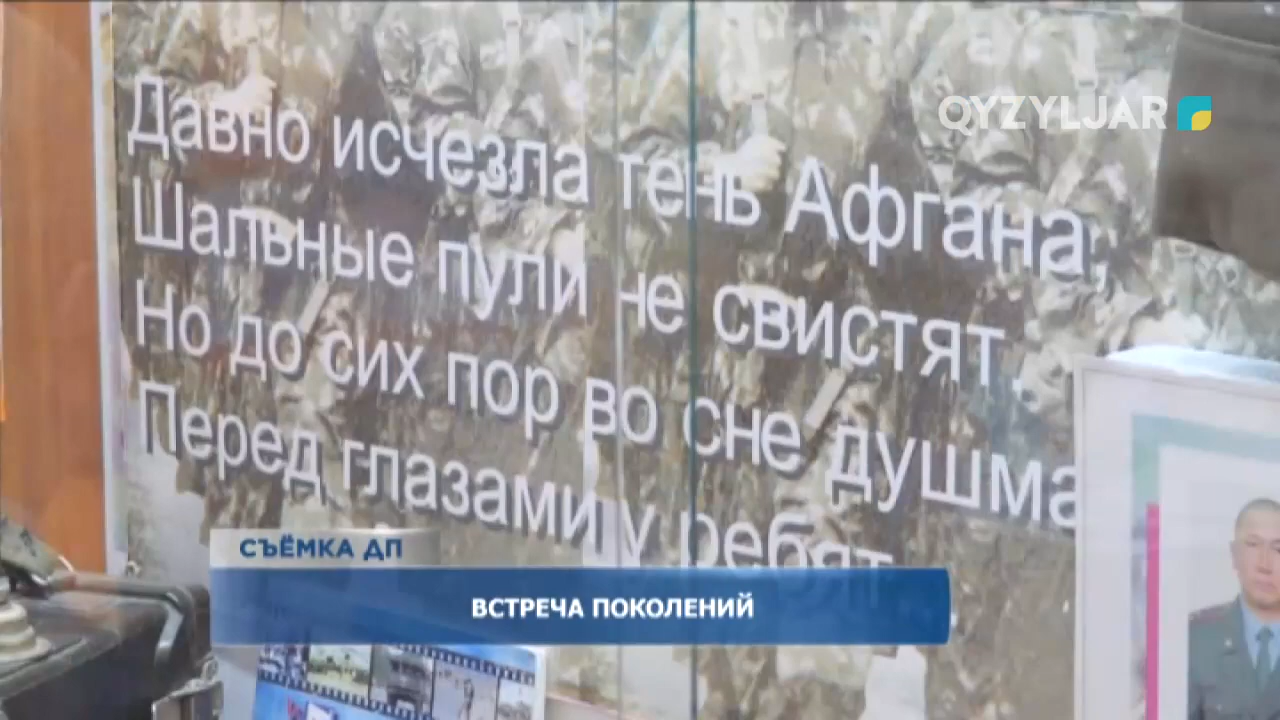 QYZYLJAR
Давно исчезла тень Афгана,
Шальные пули не свистят.
Но до сих пор во сне душма
Перед глазами у ребят
СЪЁМКА ДП
ВСТРЕЧА ПОКОЛЕНИЙ